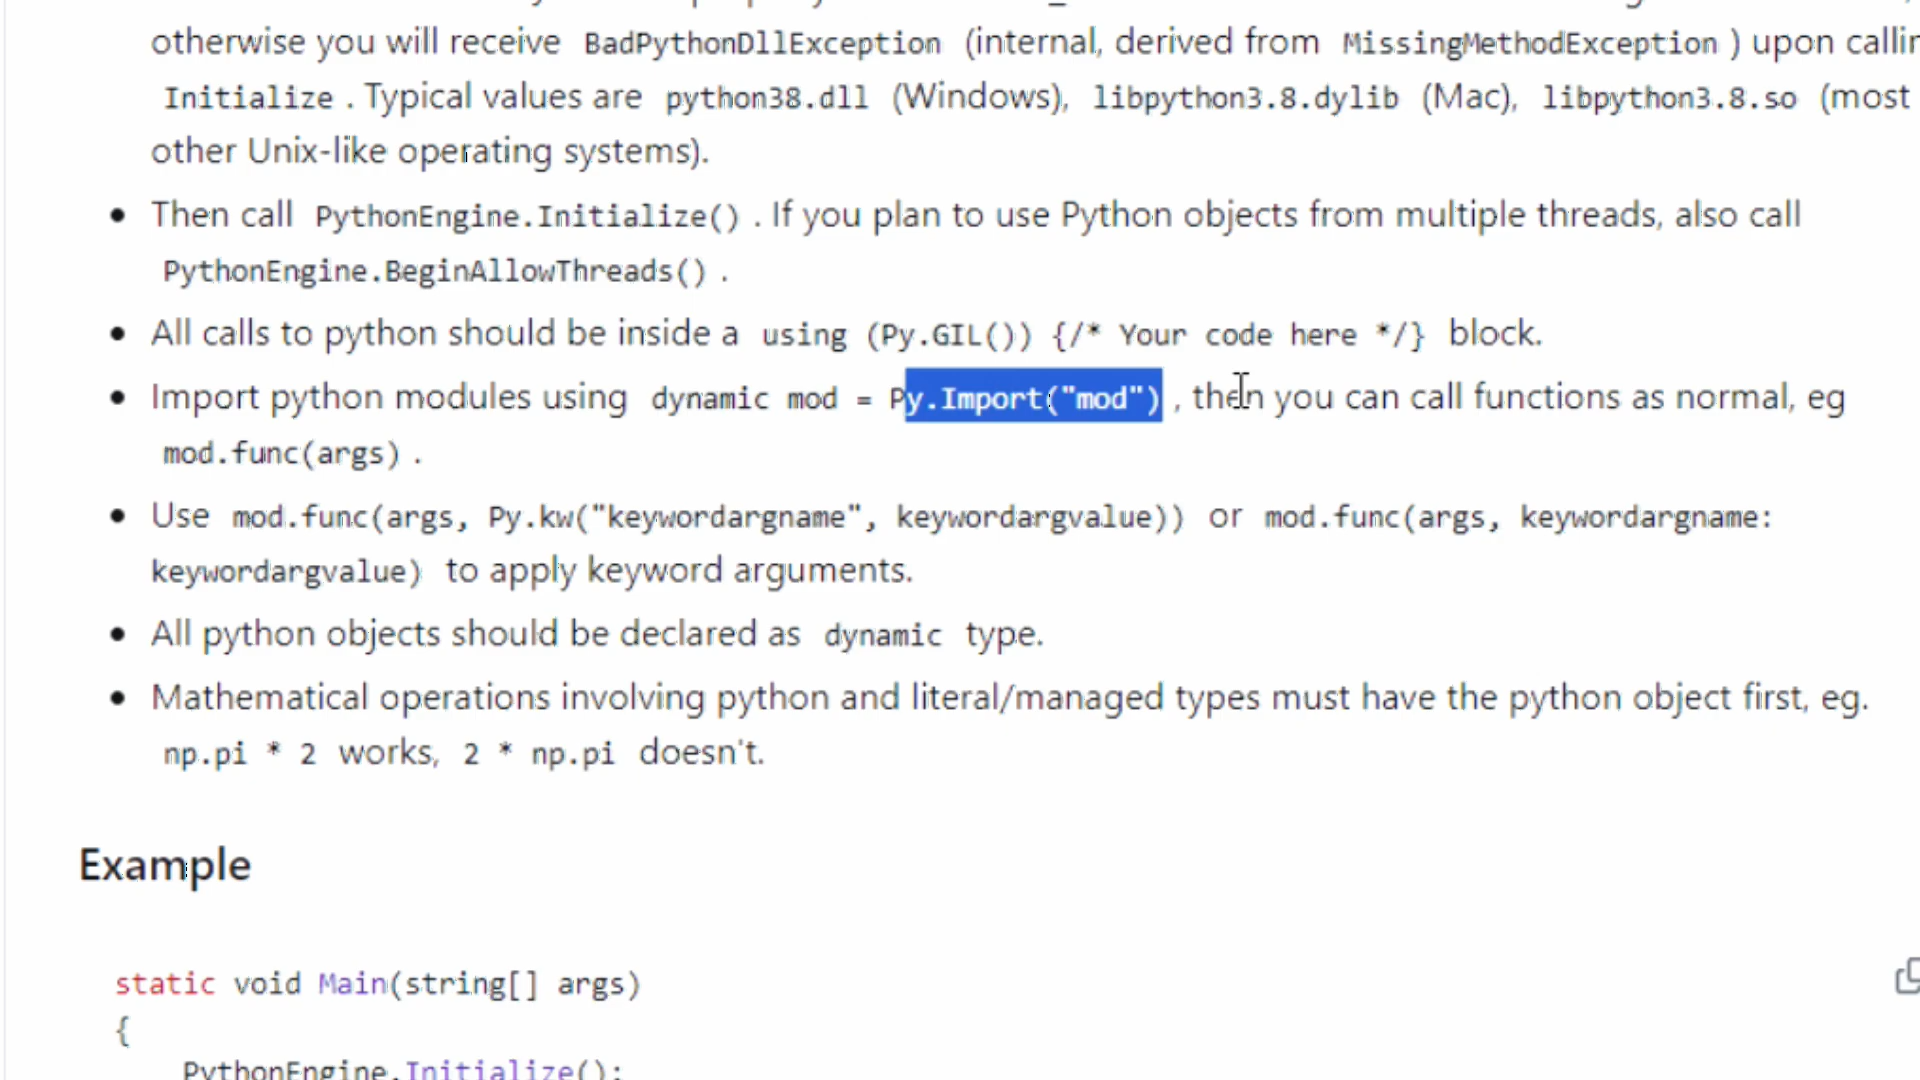 otherwise you will receive BadPythonDllException (internal, derived from MissingMethodException ) upon
Initialize . Typical values are python38.dll (Windows), libpython3.8.dylib (Mac), libpython3.8.so (most
other Unix-like operating systems).
• Then call PythonEngine.Initialize() . If you plan to use Python objects from multiple threads, also call
PythonEngine.BeginAllowThreads() .
• All calls to python should be inside a using (Py.GIL()) {/* Your code here */} block.
• Import python modules using dynamic mod = Py.Import("mod") , then you can call functions as normal, eg
mod.func(args) .
• Use mod.func(args, Py.kw("keywordargname", keywordargvalue)) or mod.func(args, keywordargname:
keywordargvalue) to apply keyword arguments.
• All python objects should be declared as dynamic type.
• Mathematical operations involving python and literal/managed types must have the python object first, eg.
np.pi * 2 works, 2 * np.pi doesn't.
Example
static void Main(string[] args)
{
PythonEngine.Initialize();